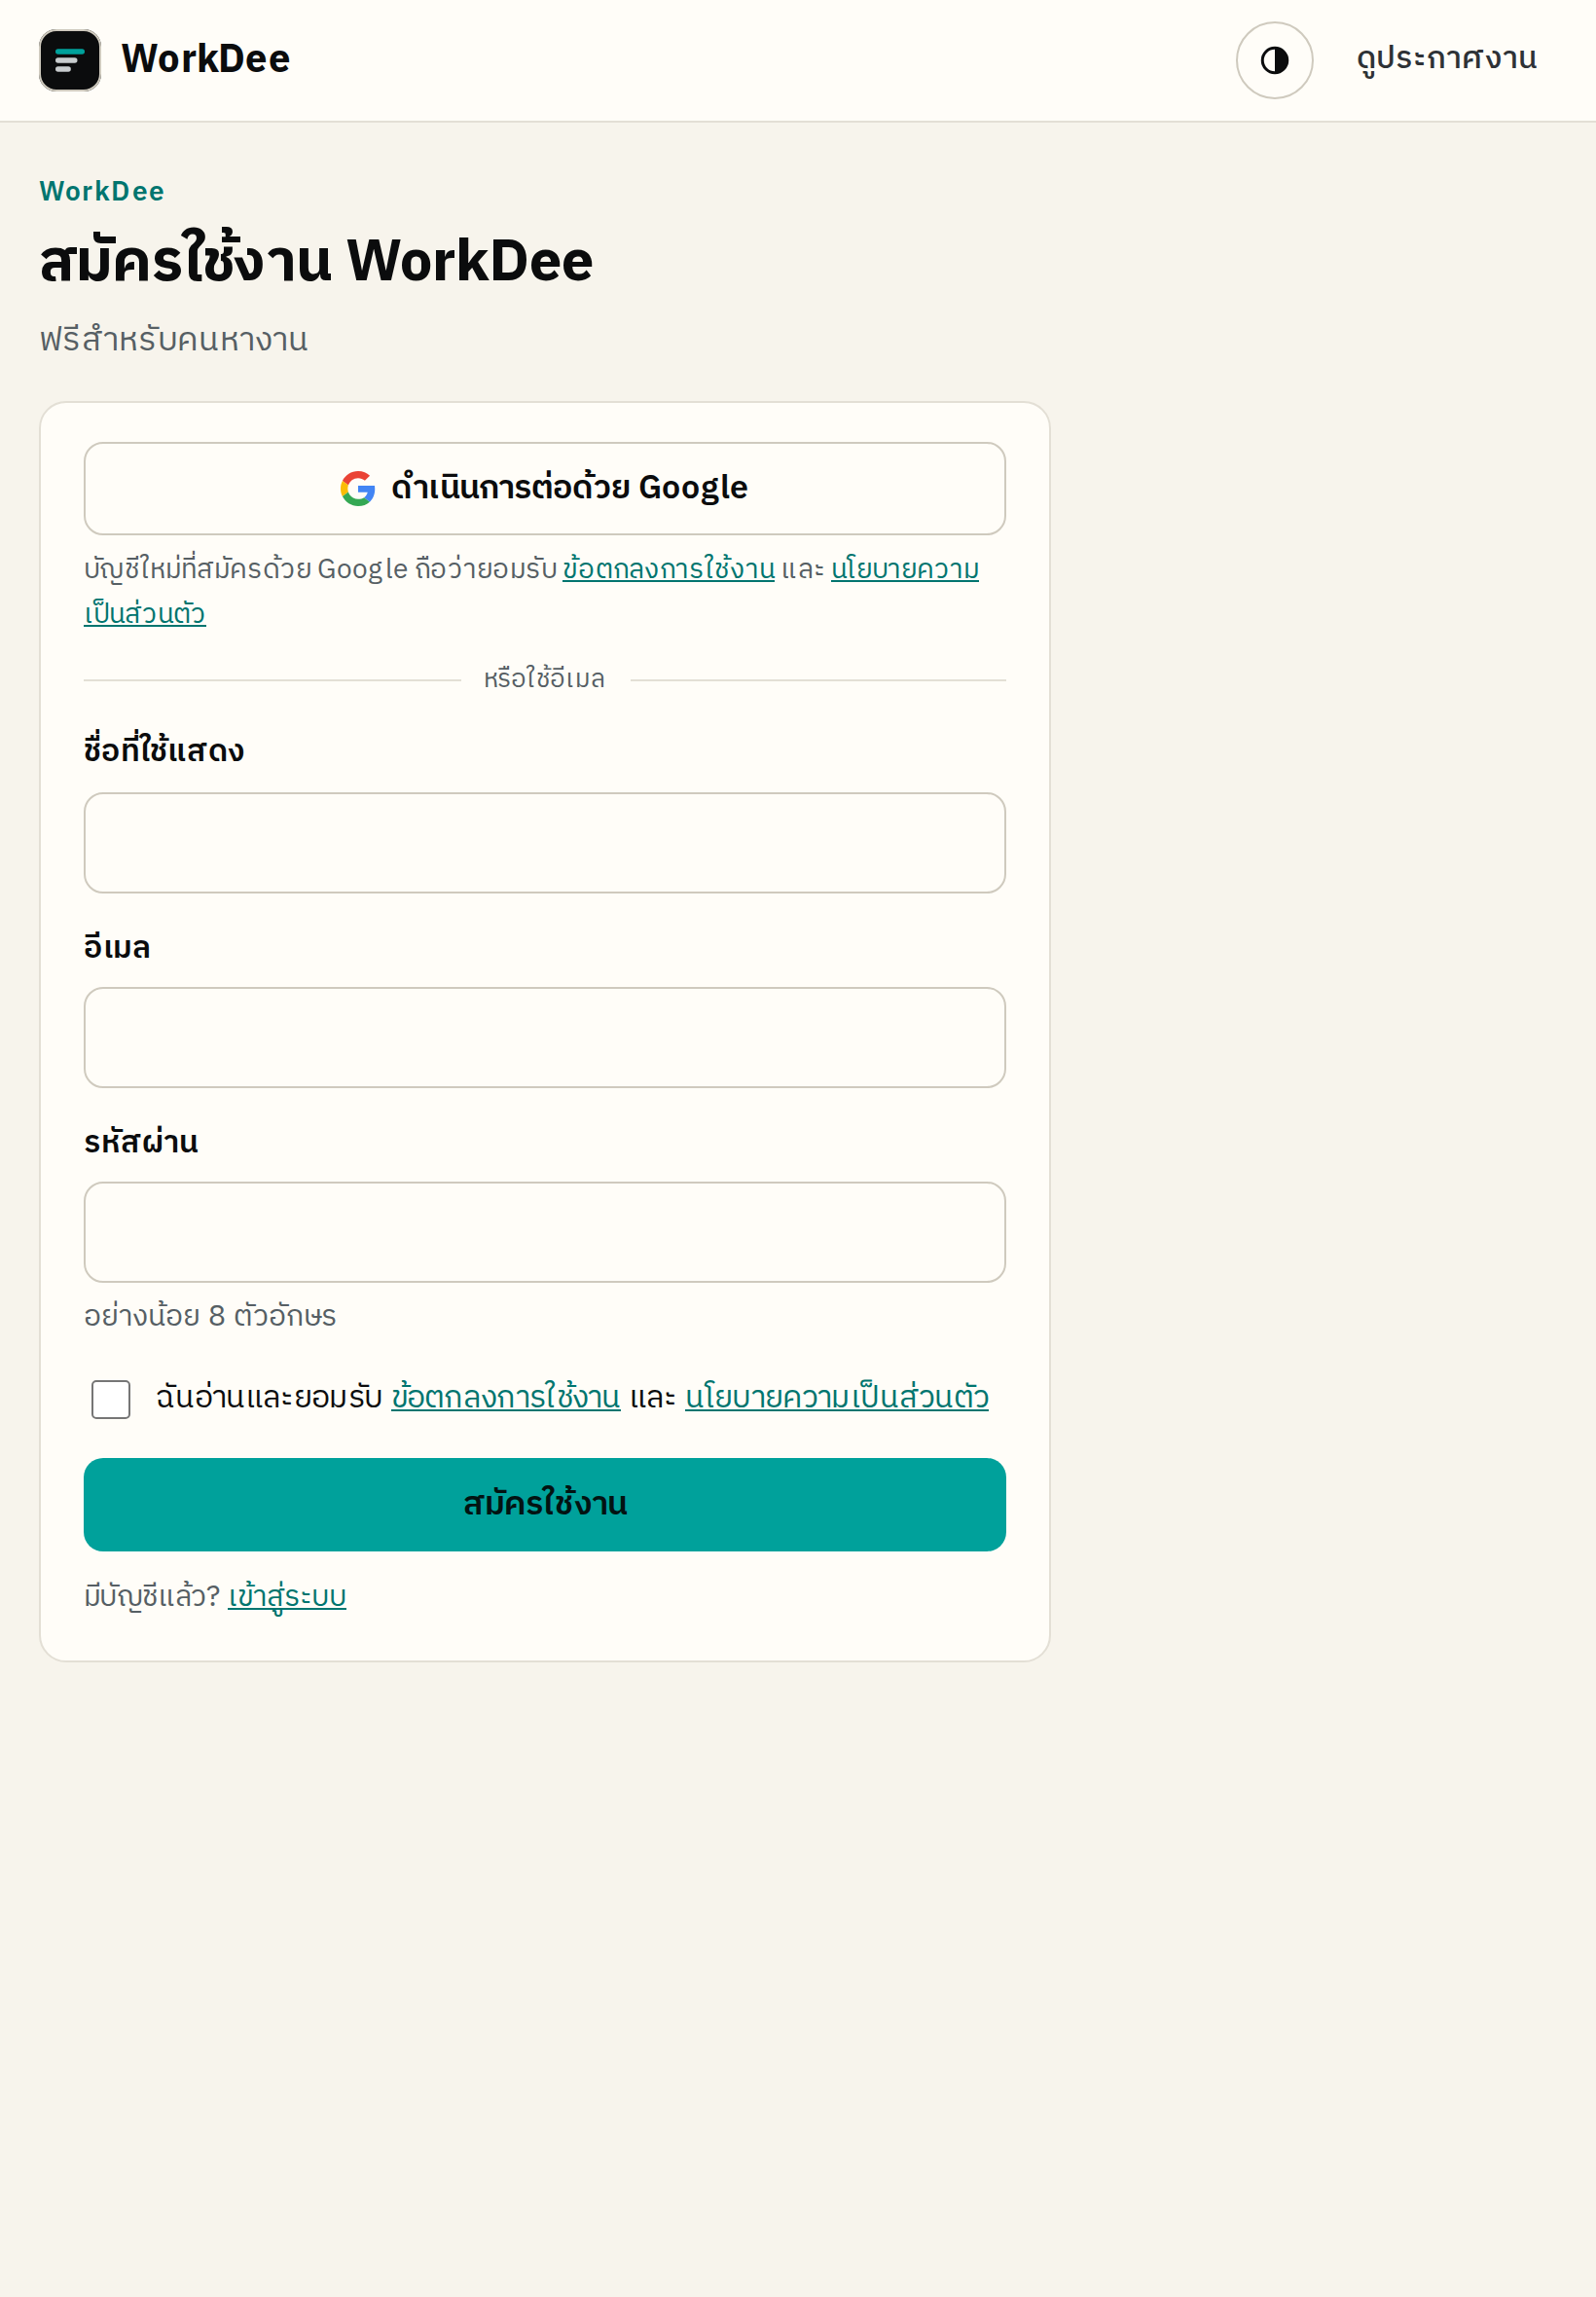 WorkDee
ดูประกาศงาน
WorkDee
สมัครใช้งาน WorkDee
ฟรีสำหรับคนหางาน
ดำเนินการต่อด้วย Google
บัญชีใหม่ที่สมัครด้วย Google ถือว่ายอมรับ ข้อตกลงการใช้งาน และ นโยบายความ
เป็นส่วนตัว
หรือใช้อีเมล
ชื่อที่ใช้แสดง
อีเมล
รหัสผ่าน
อย่างน้อย 8 ตัวอักษร
ฉันอ่านและยอมรับ ข้อตกลงการใช้งาน และ นโยบายความเป็นส่วนตัว
สมัครใช้งาน
มีบัญชีแล้ว? เข้าสู่ระบบ